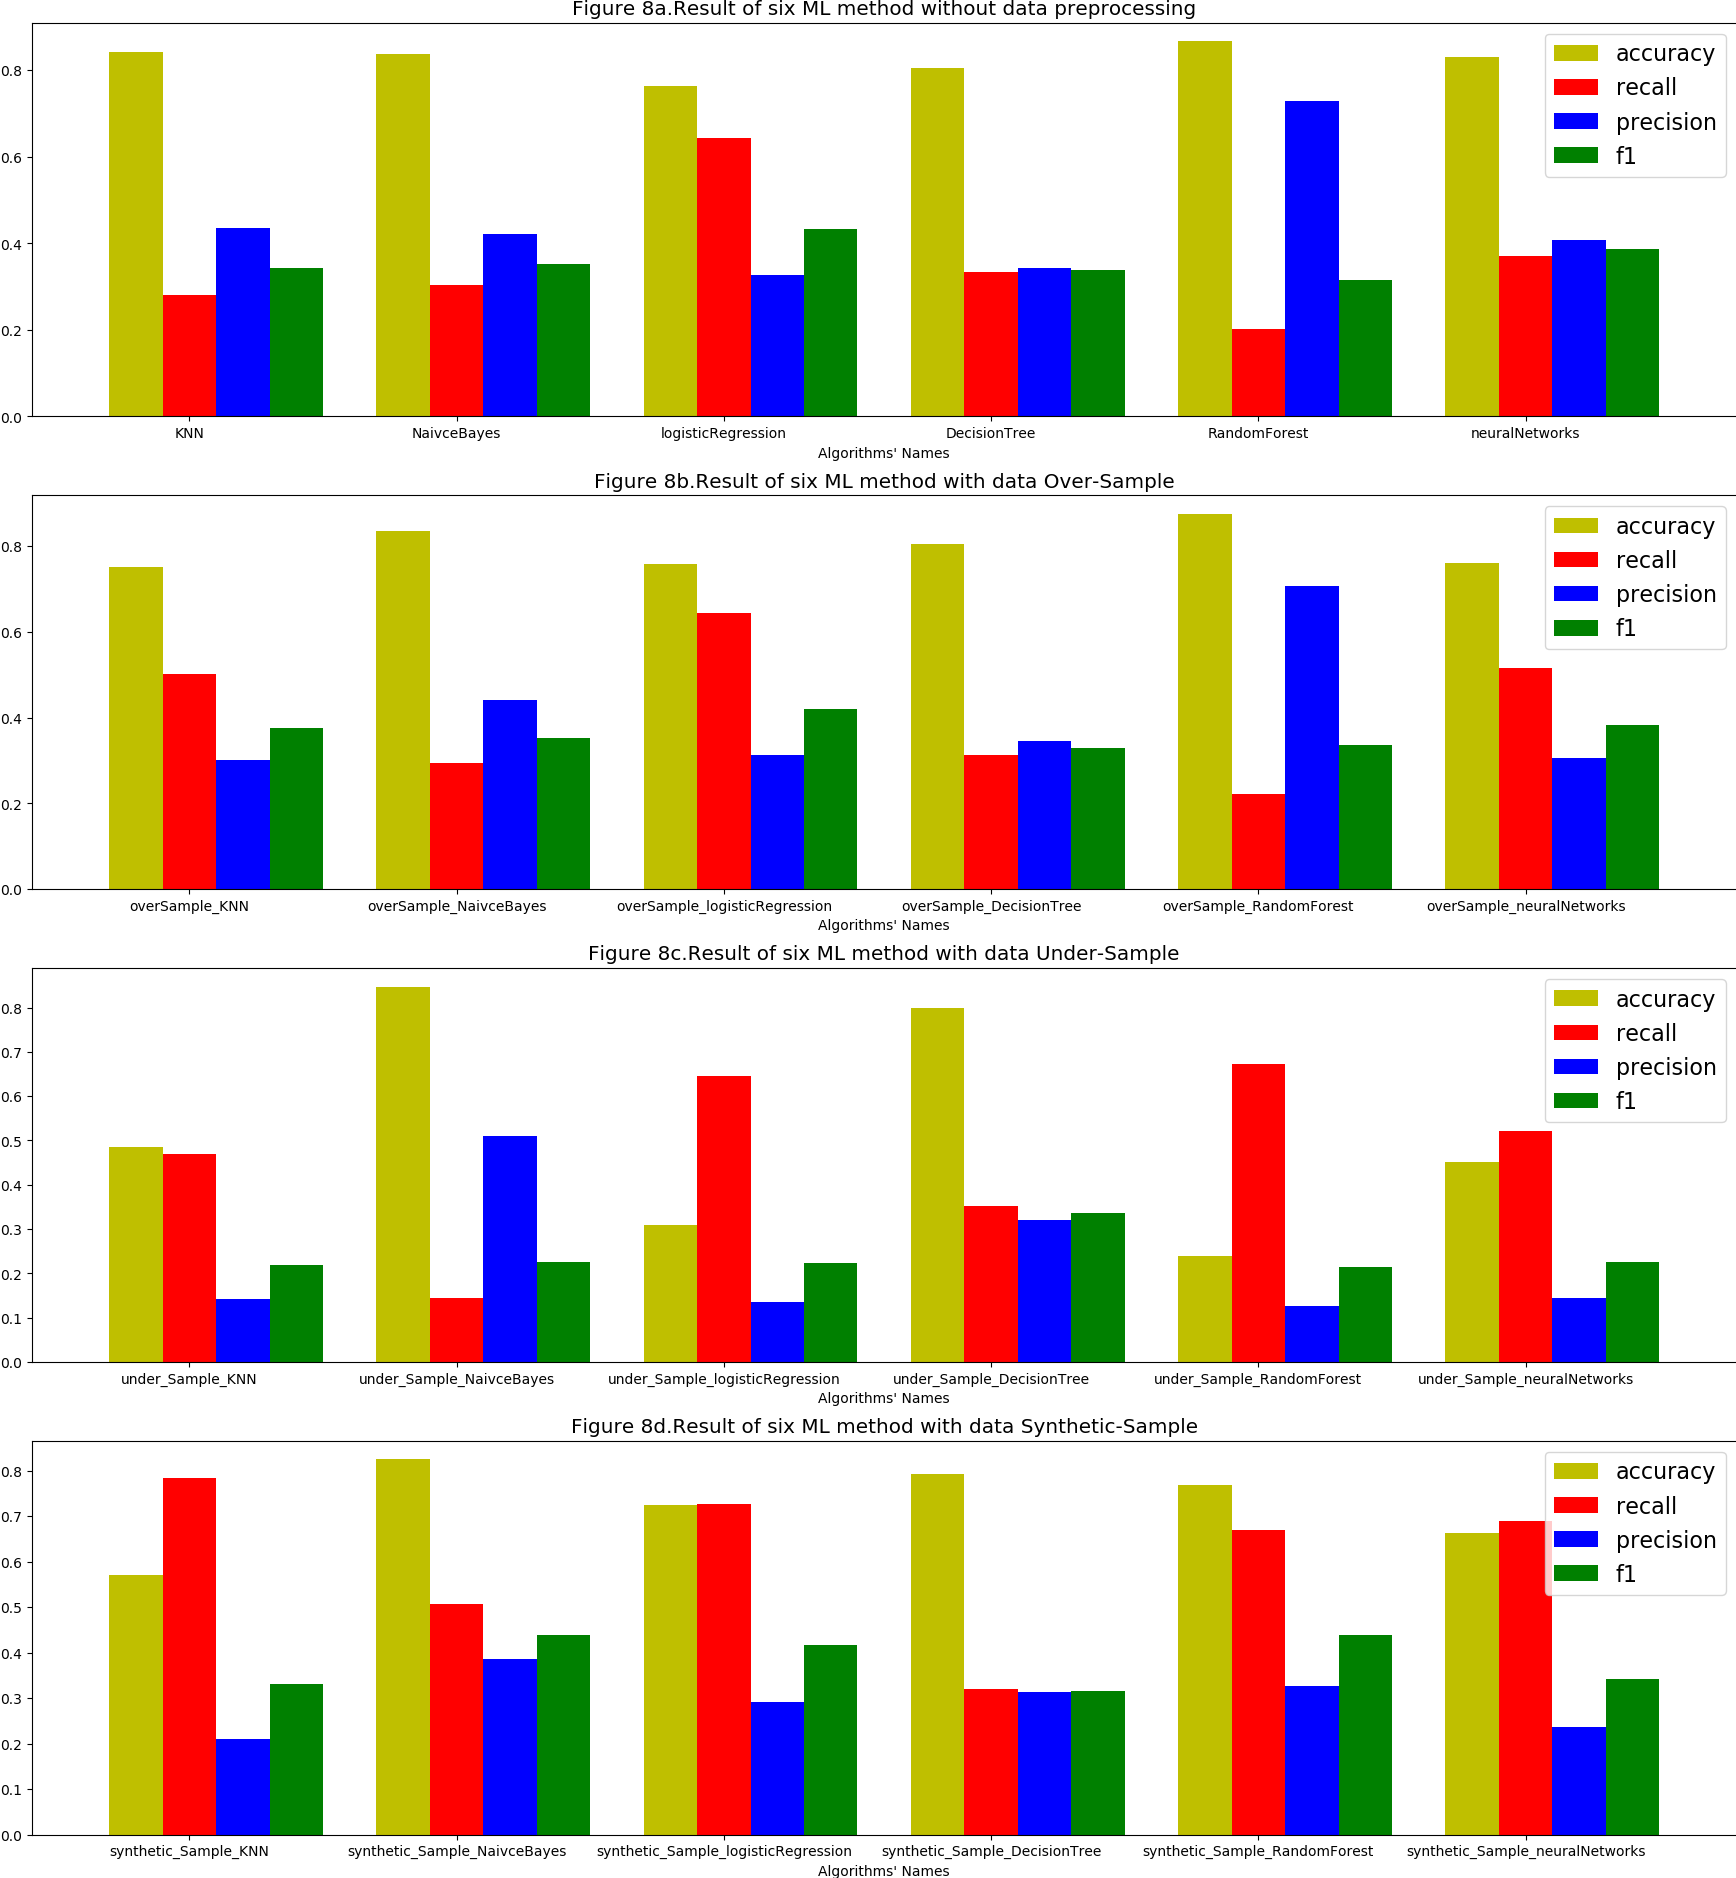 Figure 8a.Result of six ML method without data preprocessing
accuracy
recall
precision
f1
0.8
0.6
0.4
0.2
0.0
KNN NaivceBayes logisticRegression DecisionTree RandomForest neuralNetworks
Algorithms' Names
Figure 8b.Result of six ML method with data Over-Sample
accuracy
recall
precision
f1
0.8
0.6
0.4
0.2
0.0
overSample_KNN overSample_NaivceBayes overSample_logisticRegression overSample_DecisionTree overSample_RandomForest overSample_neuralNetworks
Algorithms' Names
Figure 8c.Result of six ML method with data Under-Sample
accuracy
recall
precision
f1
0.8
0.7
0.6
0.5
0.4
0.3
0.2
0.1
0.0
under_Sample_KNN under_Sample_NaivceBayes under_Sample_logisticRegression under_Sample_DecisionTree under_Sample_RandomForest under_Sample_neuralNetworks
Algorithms' Names
Figure 8d.Result of six ML method with data Synthetic-Sample
accuracy
recall
precision
f1
0.8
0.7
0.6
0.5
0.4
0.3
0.2
0.1
0.0
synthetic_Sample_KNN synthetic_Sample_NaivceBayes synthetic_Sample_logisticRegression synthetic_Sample_DecisionTree synthetic_Sample_RandomForest synthetic_Sample_neuralNetworks
Algorithms' Names